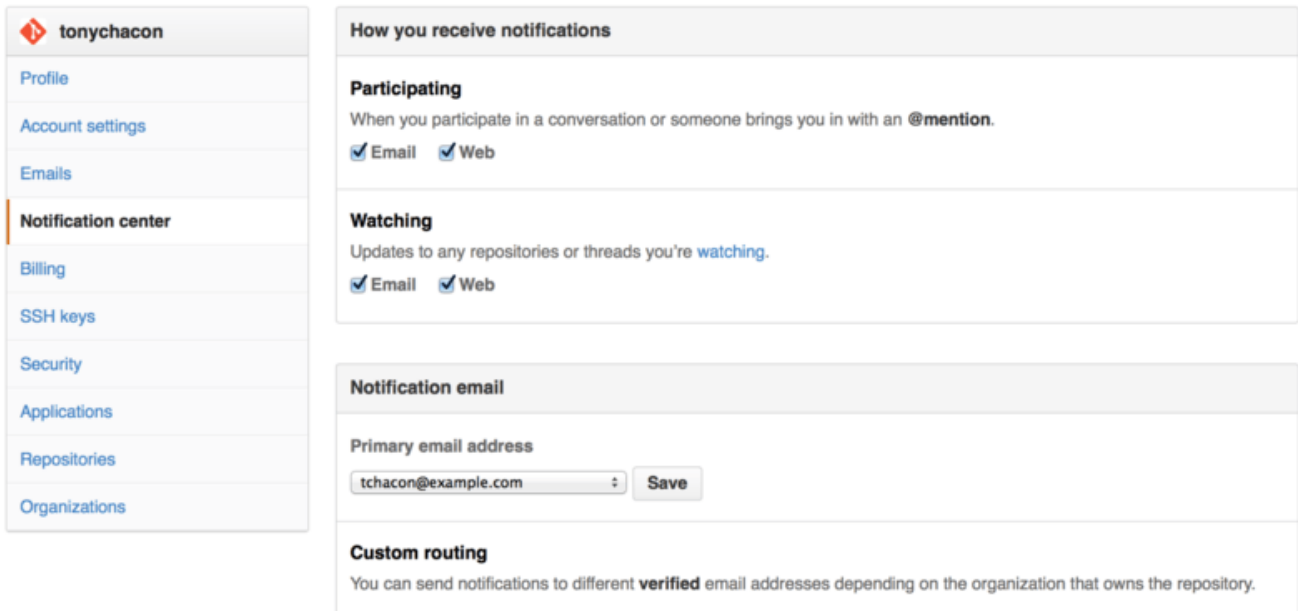 tonychacon
Profile
Account settings
Emails
Notification center
Billing
SSH keys
Security
Applications
Repositories
Organizations
How you receive notifications
Participating
When you participate in a conversation or someone brings you in with an @mention.
Email Web
Watching
Updates to any repositories or threads you're watching.
Email Web
Notification email
Primary email address
tchacon@example.com Save
Custom routing
You can send notifications to different verified email addresses depending on the organization that owns the repository.